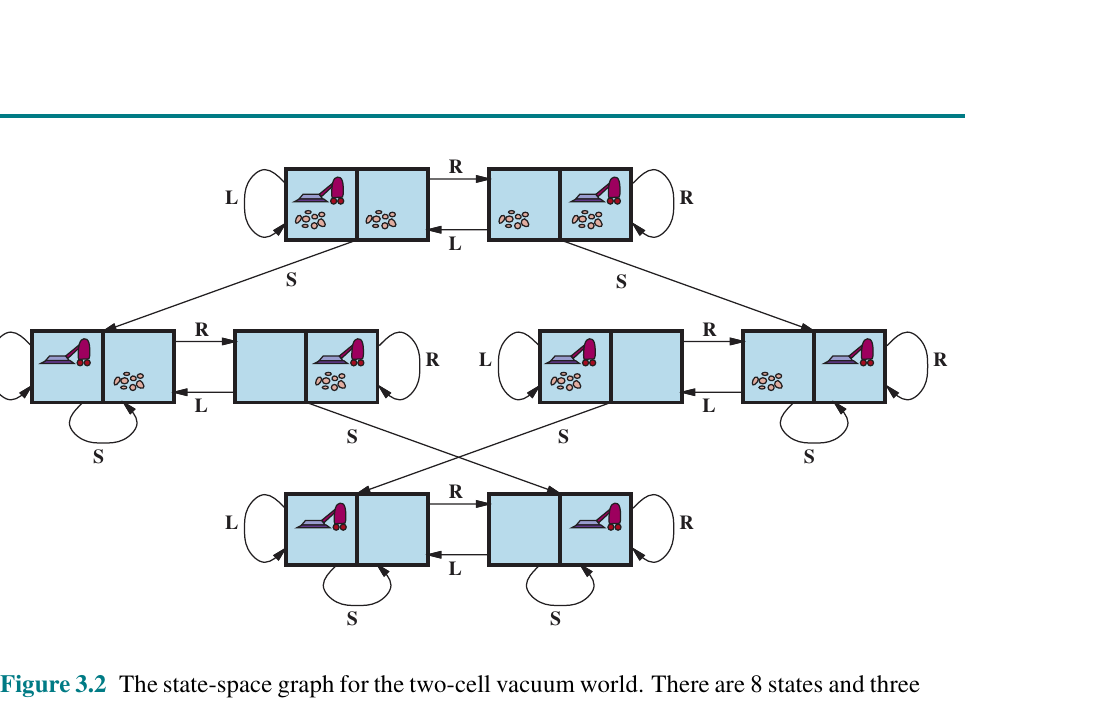 R
L R
L
S S
R R
R L R
L L
S S S S
R
L R
L
S S
Figure 3.2 The state-space graph for the two-cell vacuum world. There are 8 states and three